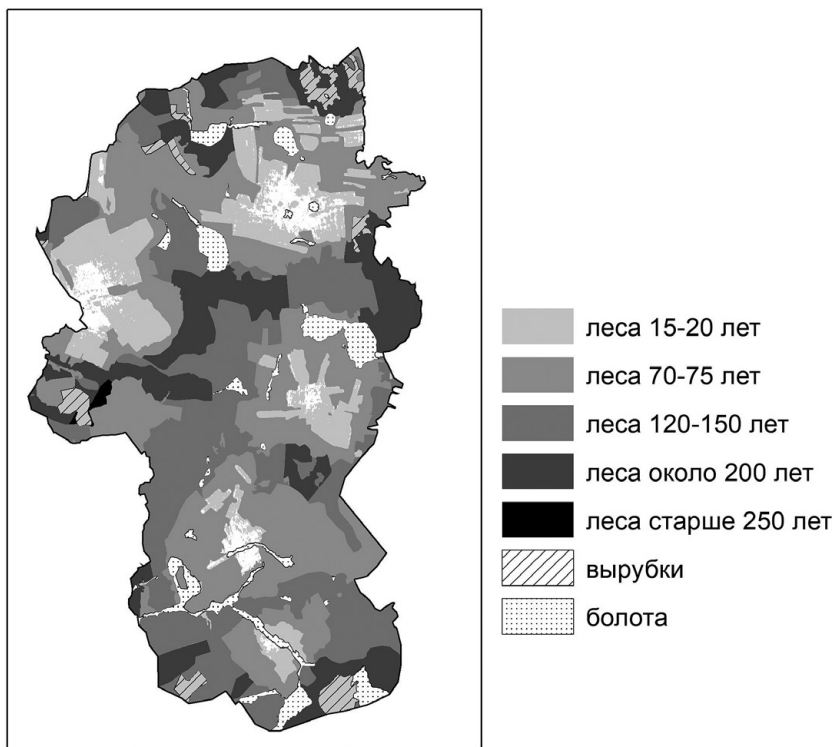 леса 15-20 лет
леса 70-75 лет
леса 120-150 лет
леса около 200 лет
леса старше 250 лет
вырубки
болота